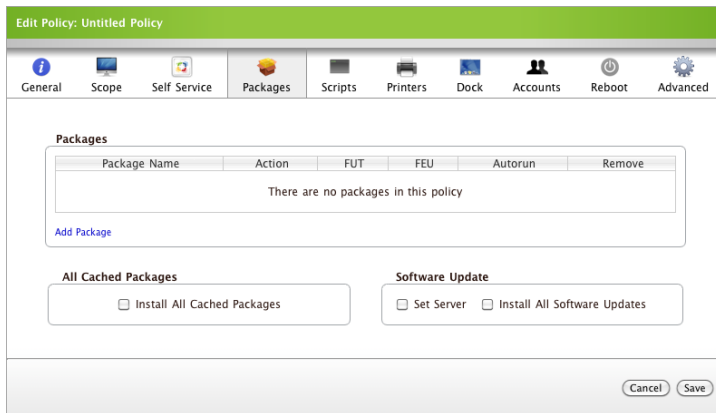 Edit Policy: Untitled Policy
General Scope Self Service Packages Scripts Printers Dock Accounts Reboot Advanced
Packages
Package Name Action FUT FEU Autorun Remove
There are no packages in this policy
Add Package
All Cached Packages Software Update
Install All Cached Packages Set Server Install All Software Updates
Cancel Save